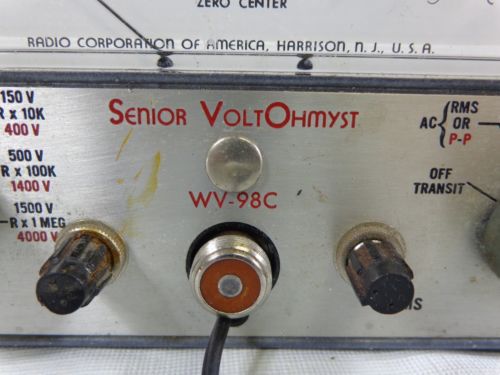 ZERO CENTER
RADIO CORPORATION OF AMERICA, HARRISON, N. J., U. S. A.
150 V
R x 10K
400 V
500 V
R x 100K
1400 V
1500 V
R x 1 MEG
4000 V
SENIOR VOLTOHMYST
WV-98C
AC
RMS
OR
P-P
OFF
TRANSIT